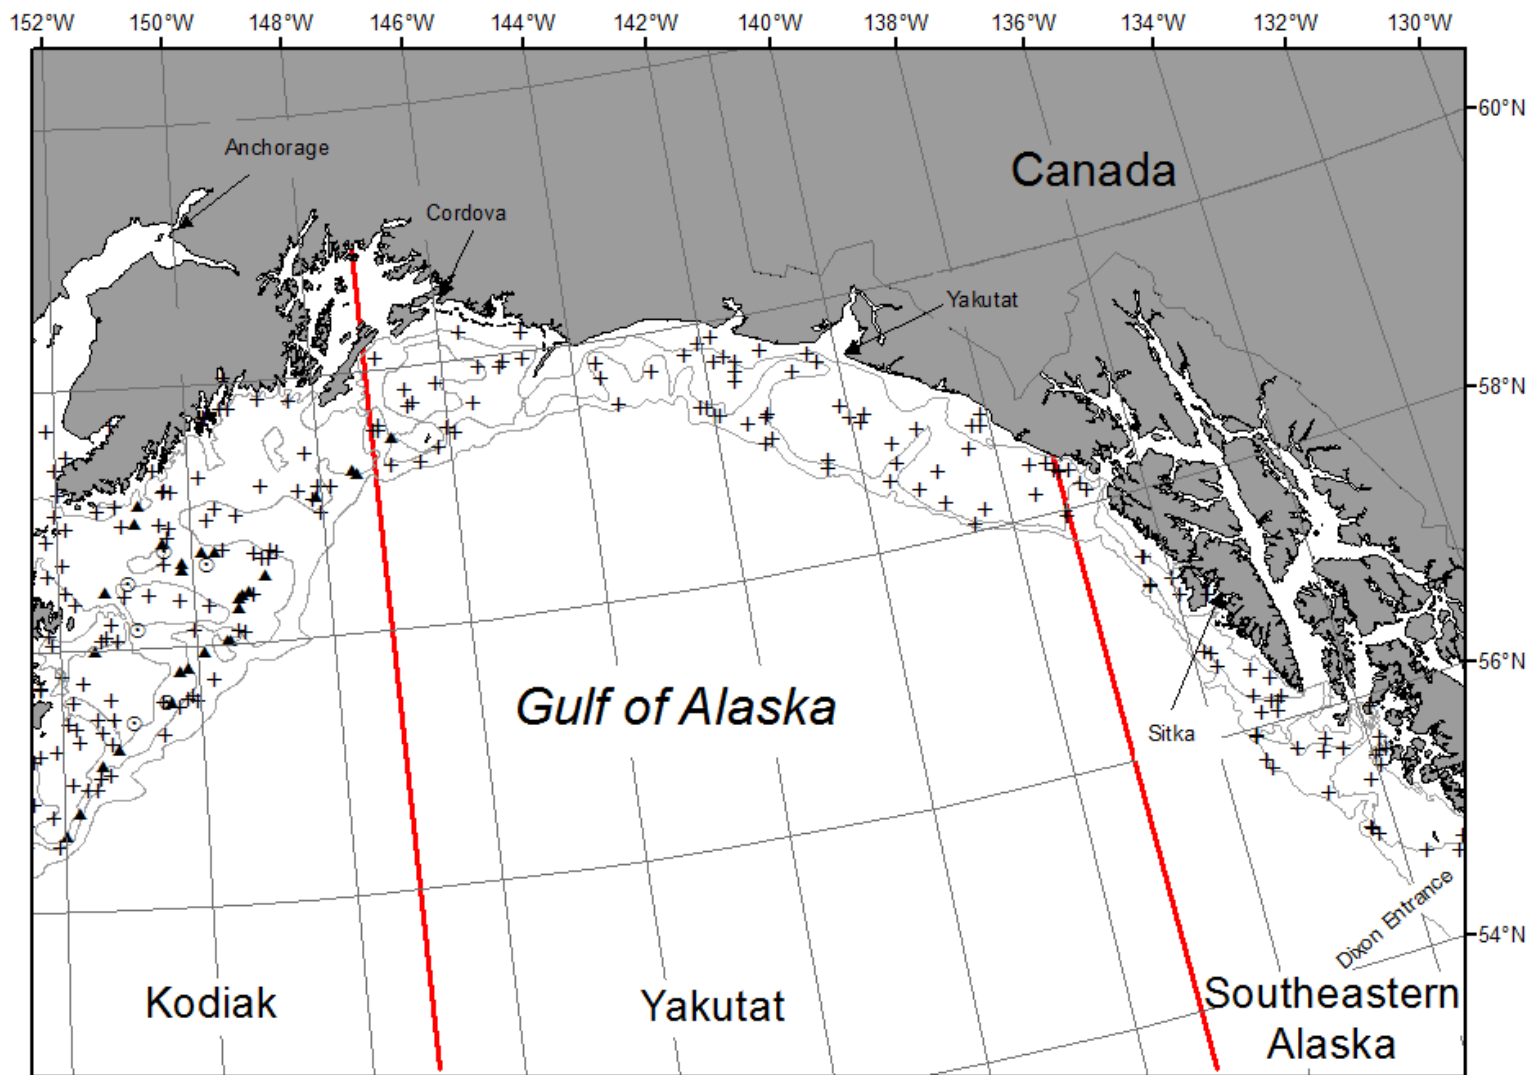 152°W 150°W 148°W 146°W 144°W 142°W 140°W 138°W 136°W 134°W 132°W 130°W
60°N
Anchorage
Canada
Cordova
Yakutat
58°N
56°N
Gulf of Alaska
Sitka
Dixon Entrance
54°N
Kodiak
Yakutat
Southeastern
Alaska